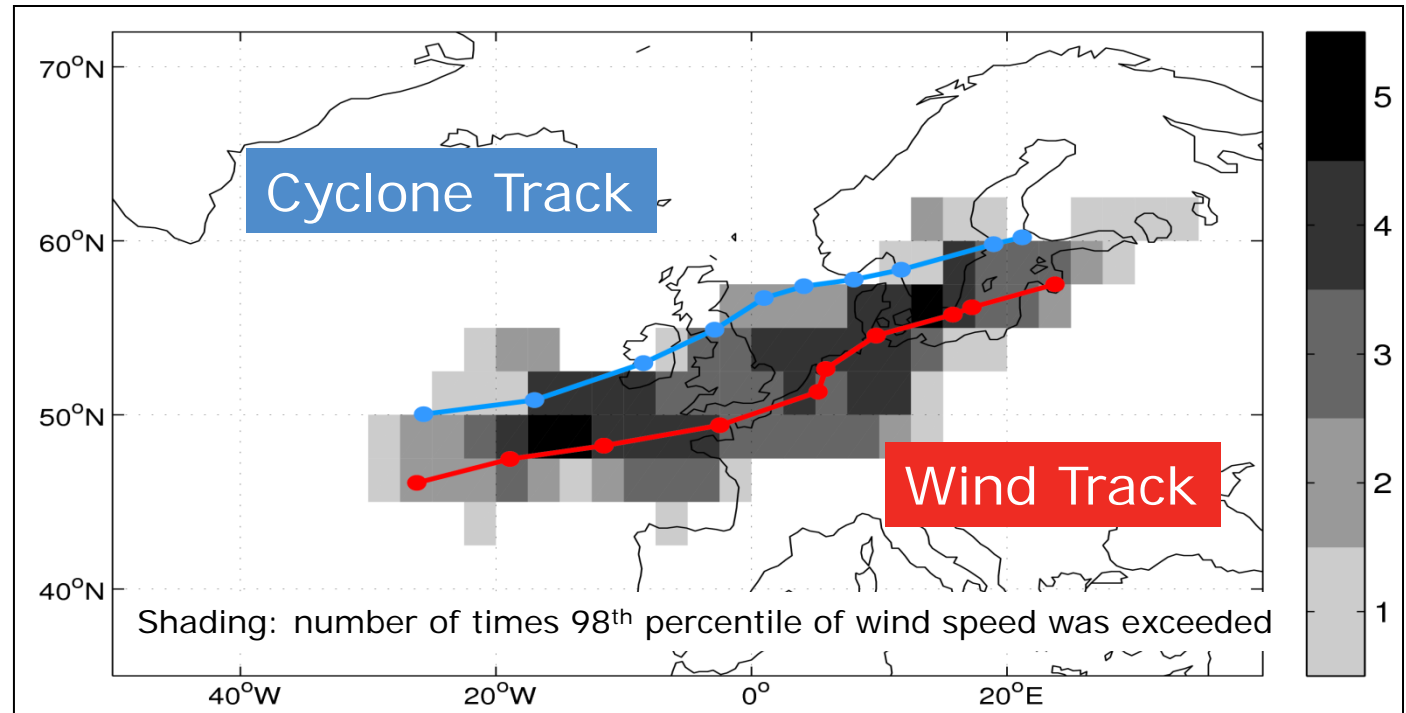 70°N
60°N
50°N
40°N
Cyclone Track
Wind Track
Shading: number of times 98th percentile of wind speed was exceeded
40°W 20°W 0° 20°E
5
4
3
2
1